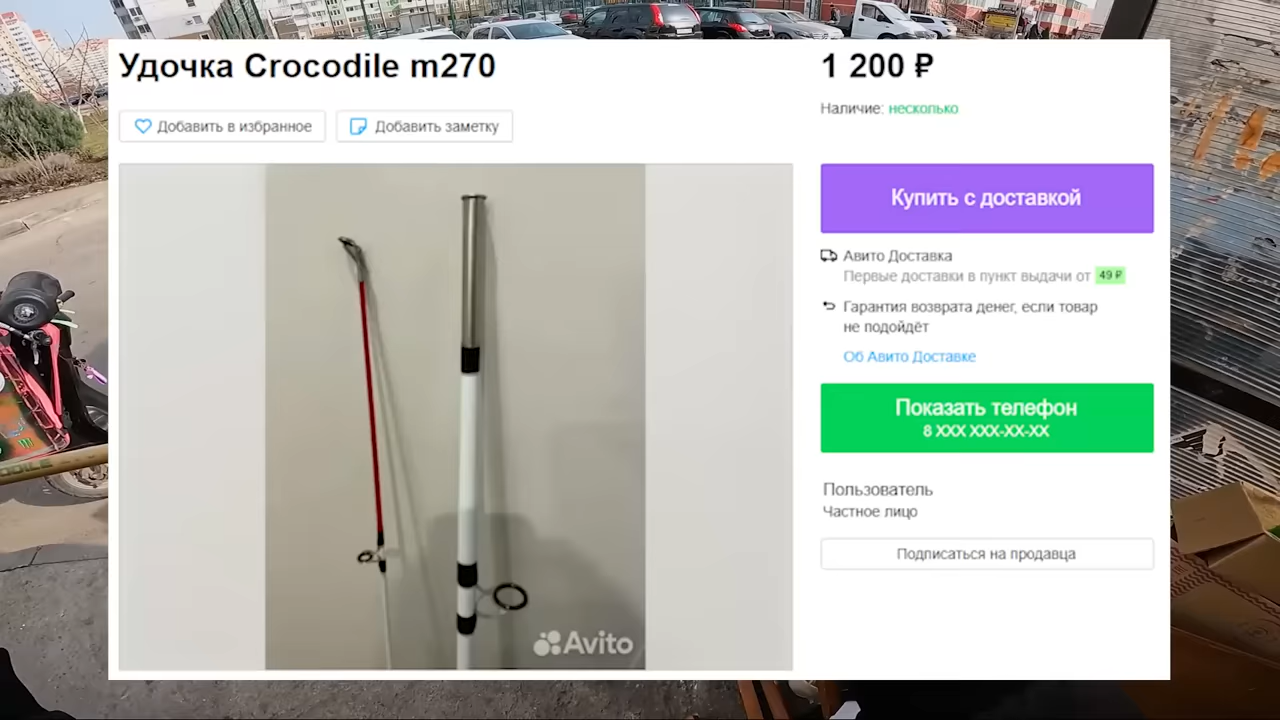 Удочка Crocodile m270
Добавить в избранное
Добавить заметку
Avito
1 200 ₽
Наличие: несколько
Купить с доставкой
Авито Доставка
Первые доставки в пункт выдачи от 49 ₽
Гарантия возврата денег, если товар
не подойдёт
Об Авито Доставке
Показать телефон
8 XXX XXX-XX-XX
Пользователь
Частное лицо
Подписаться на продавца